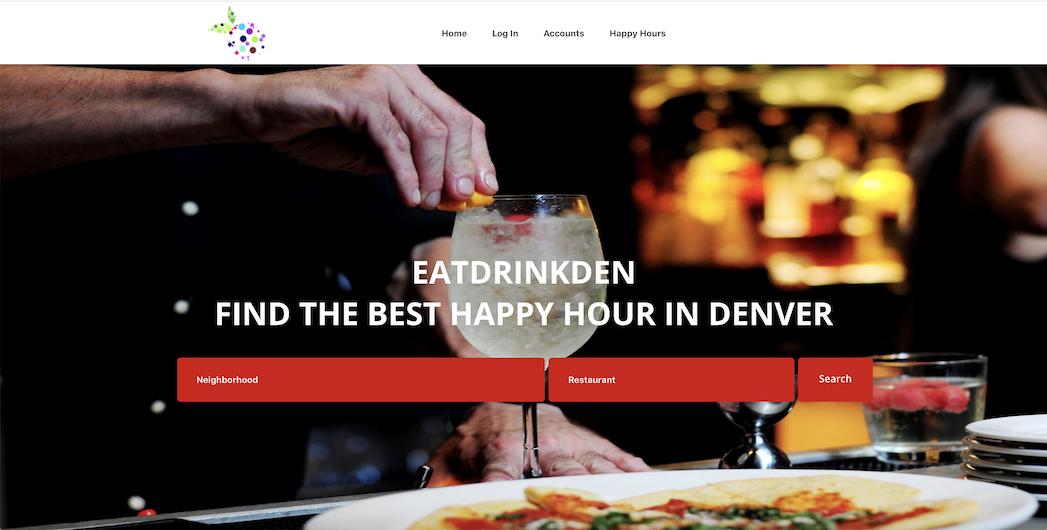 Home Log In Accounts Happy Hours
EATDRINKDEN
FIND THE BEST HAPPY HOUR IN DENVER
Neighborhood Restaurant Search